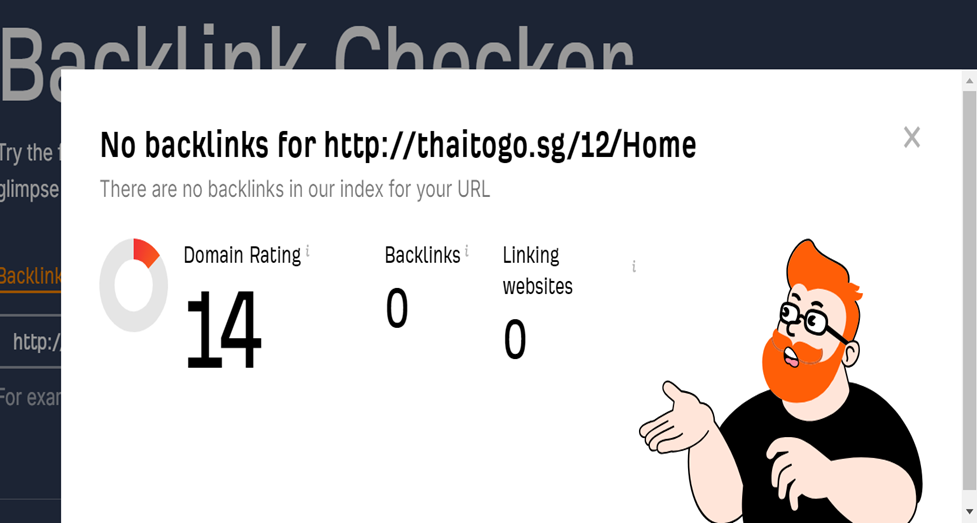 Backlink Checker
No backlinks for http://thaitogo.sg/12/Home
X
There are no backlinks in our index for your URL
Try the f
glimpse
Domain Rating i
14
Backlinks i
0
Linking
websites
i
0
Backlink
http:/
For exam